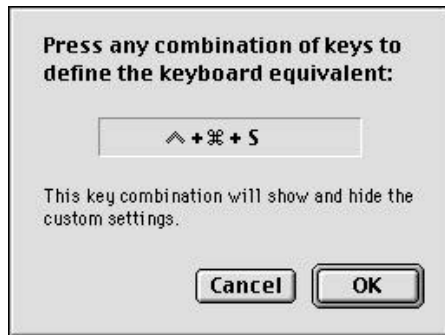 Press any combination of keys to
define the keyboard equivalent:
⌃+⌘+S
This key combination will show and hide the
custom settings.
Cancel OK